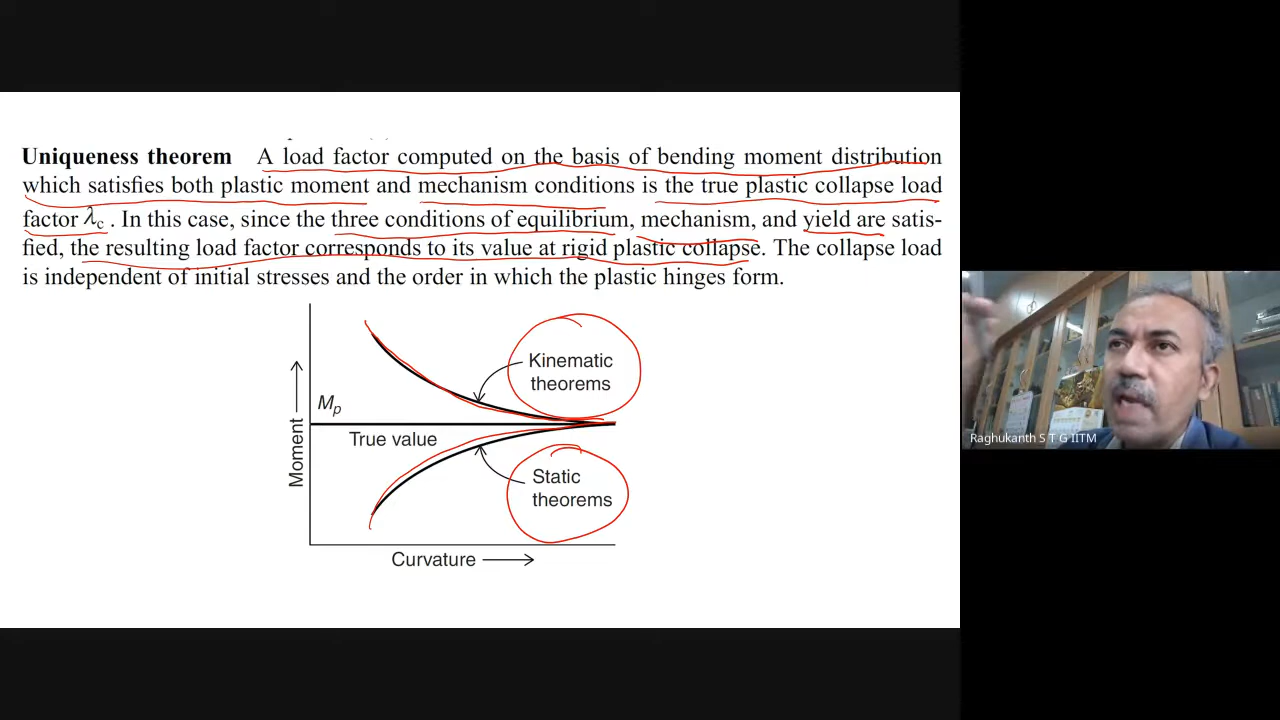 Uniqueness theorem A load factor computed on the basis of bending moment distribution
which satisfies both plastic moment and mechanism conditions is the true plastic collapse load
factor λc. In this case, since the three conditions of equilibrium, mechanism, and yield are satis-
fied, the resulting load factor corresponds to its value at rigid plastic collapse. The collapse load
is independent of initial stresses and the order in which the plastic hinges form.
Kinematic
theorems
Mp
True value
Moment
Static
theorems
Curvature
Raghukanth S T G IITM